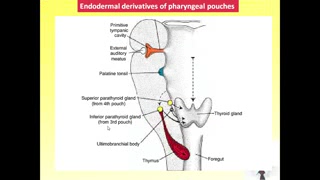 Endodermal derivatives of pharyngeal pouches
Primitive
tympanic
cavity
External
auditory
meatus
Palatine tonsil
Superior parathyroid gland
(from 4th pouch)
Inferior parathyroid gland
(from 3rd pouch)
Ultimobranchial body
Thymus
Foregut
Thyroid gland